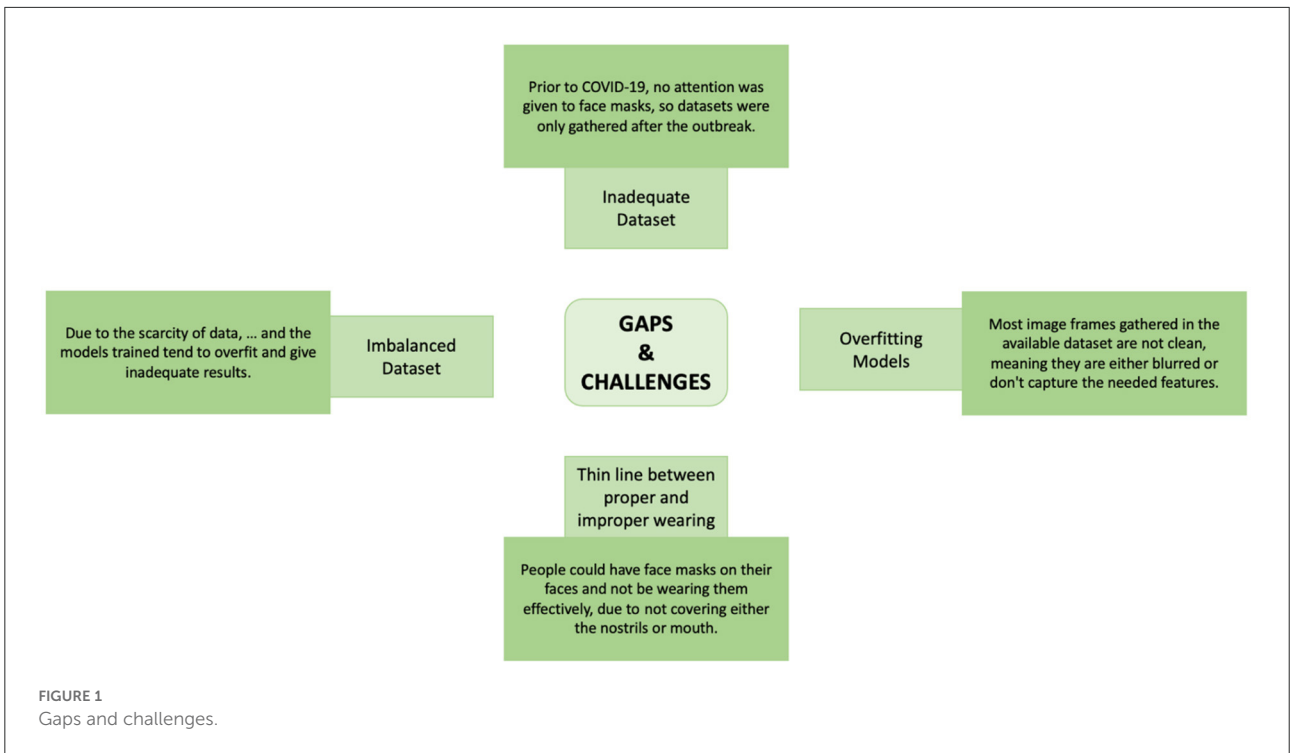 Prior to COVID-19, no attention was
given to face masks, so datasets were
only gathered after the outbreak.
Inadequate
Dataset
Due to the scarcity of data, ... and the
models trained tend to overfit and give
inadequate results.
Imbalanced
Dataset
GAPS
&
CHALLENGES
Overfitting
Models
Most image frames gathered in the
available dataset are not clean,
meaning they are either blurred or
don't capture the needed features.
Thin line between
proper and
improper wearing
People could have face masks on their
faces and not be wearing them
effectively, due to not covering either
the nostrils or mouth.
FIGURE 1
Gaps and challenges.